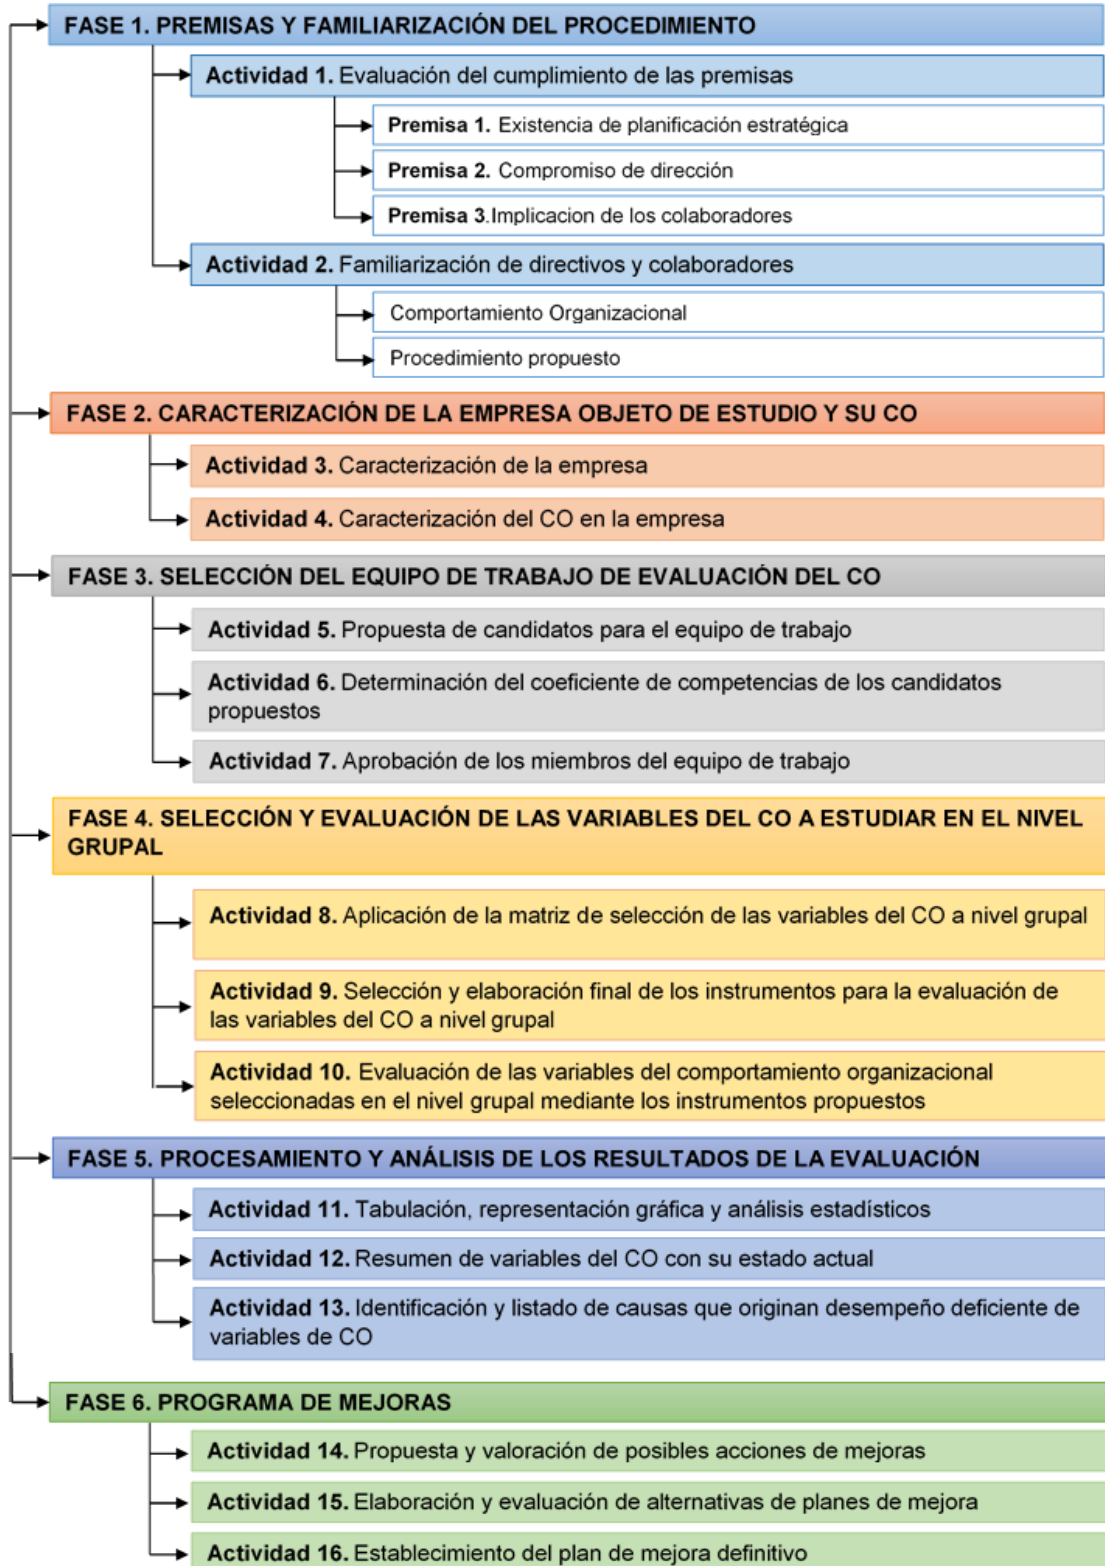 FASE 1. PREMISAS Y FAMILIARIZACIÓN DEL PROCEDIMIENTO
Actividad 1. Evaluación del cumplimiento de las premisas
Premisa 1. Existencia de planificación estratégica
Premisa 2. Compromiso de dirección
Premisa 3.Implicacion de los colaboradores
Actividad 2. Familiarización de directivos y colaboradores
Comportamiento Organizacional
Procedimiento propuesto
FASE 2. CARACTERIZACIÓN DE LA EMPRESA OBJETO DE ESTUDIO Y SU CO
Actividad 3. Caracterización de la empresa
Actividad 4. Caracterización del CO en la empresa
FASE 3. SELECCIÓN DEL EQUIPO DE TRABAJO DE EVALUACIÓN DEL CO
Actividad 5. Propuesta de candidatos para el equipo de trabajo
Actividad 6. Determinación del coeficiente de competencias de los candidatos
propuestos
Actividad 7. Aprobación de los miembros del equipo de trabajo
FASE 4. SELECCIÓN Y EVALUACIÓN DE LAS VARIABLES DEL CO A ESTUDIAR EN EL NIVEL
GRUPAL
Actividad 8. Aplicación de la matriz de selección de las variables del CO a nivel grupal
Actividad 9. Selección y elaboración final de los instrumentos para la evaluación de
las variables del CO a nivel grupal
Actividad 10. Evaluación de las variables del comportamiento organizacional
seleccionadas en el nivel grupal mediante los instrumentos propuestos
FASE 5. PROCESAMIENTO Y ANÁLISIS DE LOS RESULTADOS DE LA EVALUACIÓN
Actividad 11. Tabulación, representación gráfica y análisis estadísticos
Actividad 12. Resumen de variables del CO con su estado actual
Actividad 13. Identificación y listado de causas que originan desempeño deficiente de
variables de CO
FASE 6. PROGRAMA DE MEJORAS
Actividad 14. Propuesta y valoración de posibles acciones de mejoras
Actividad 15. Elaboración y evaluación de alternativas de planes de mejora
Actividad 16. Establecimiento del plan de mejora definitivo